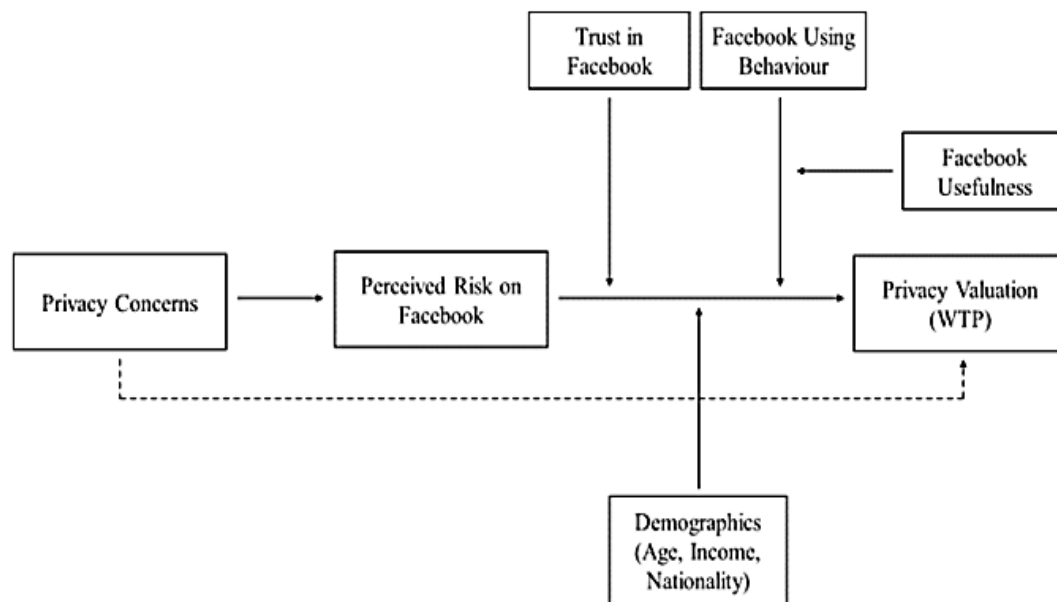 Trust in
Facebook
Facebook Using
Behaviour
Facebook
Usefulness
Privacy Concerns
Perceived Risk on
Facebook
Privacy Valuation
(WTP)
Demographics
(Age, Income,
Nationality)